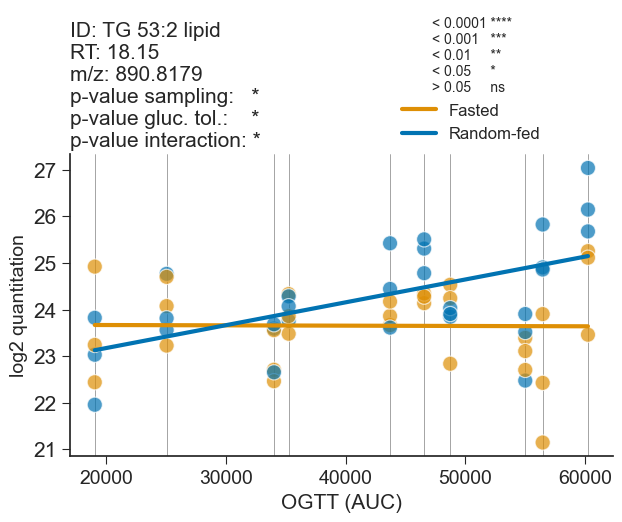 ID: TG 53:2 lipid
RT: 18.15
m/z: 890.8179
p-value sampling: *
p-value gluc. tol.: *
p-value interaction: *
< 0.0001 ****
< 0.001 ***
< 0.01 **
< 0.05 *
> 0.05 ns
Fasted
Random-fed
27
26
25
24
23
22
21
log2 quantitation
20000 30000 40000 50000 60000
OGTT (AUC)